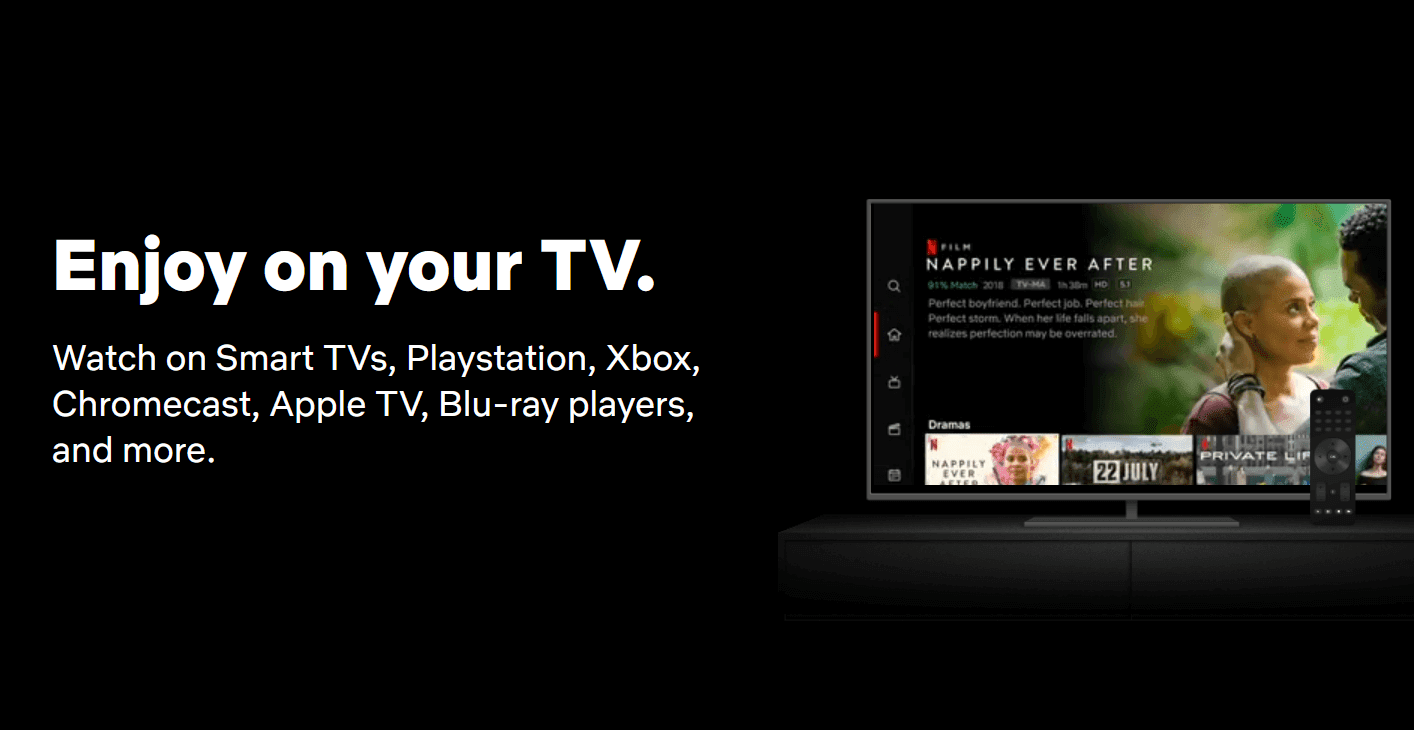 Enjoy on your TV.
Watch on Smart TVs, Playstation, Xbox,
Chromecast, Apple TV, Blu-ray players,
and more.
N FILM
NAPPILY EVER AFTER
91% Match 2018 TV-MA 1h 38m HD 5.1
Perfect boyfriend. Perfect job. Perfect hair.
Perfect storm. When her life falls apart, she
realizes perfection may be overrated.
Dramas
N
NAPPILY
EVER
AFTER
N
22 JULY
N
PRIVATE LIF